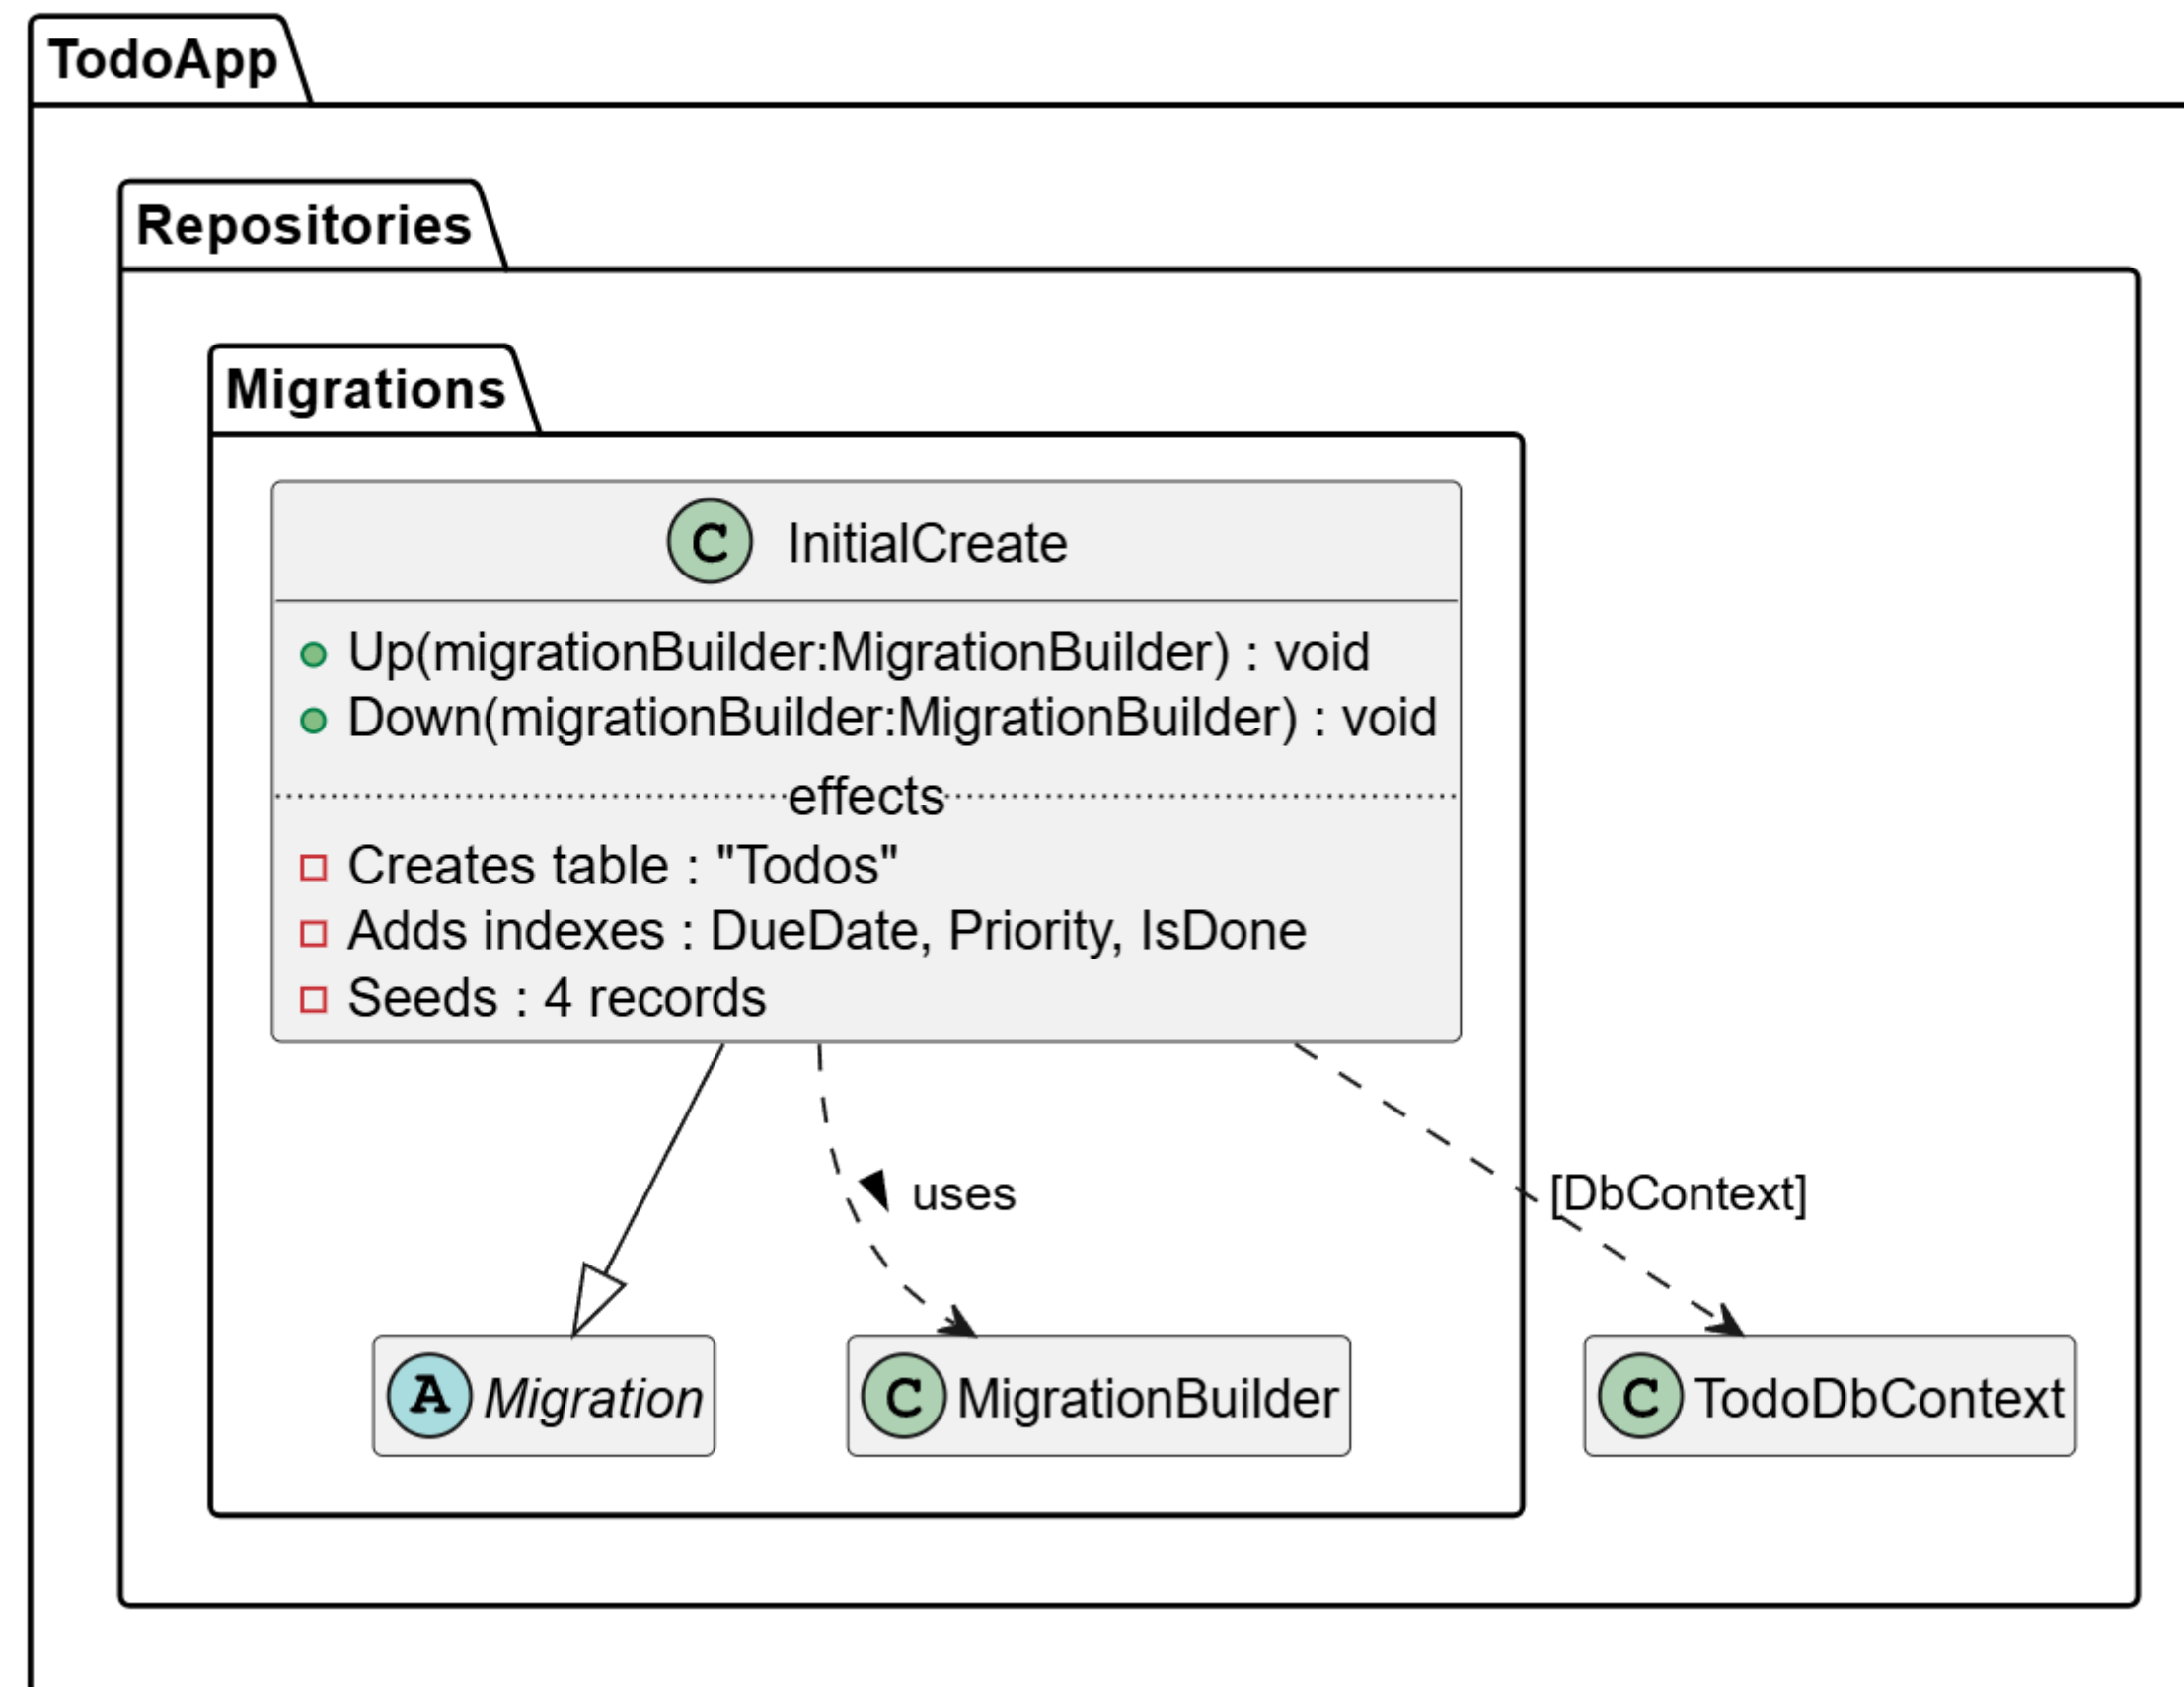 TodoApp
Repositories
Migrations
C InitialCreate
Up(migrationBuilder:MigrationBuilder) : void
Down(migrationBuilder:MigrationBuilder) : void
effects
Creates table : "Todos"
Adds indexes : DueDate, Priority, IsDone
Seeds : 4 records
uses
[DbContext]
A Migration
C MigrationBuilder
C TodoDbContext